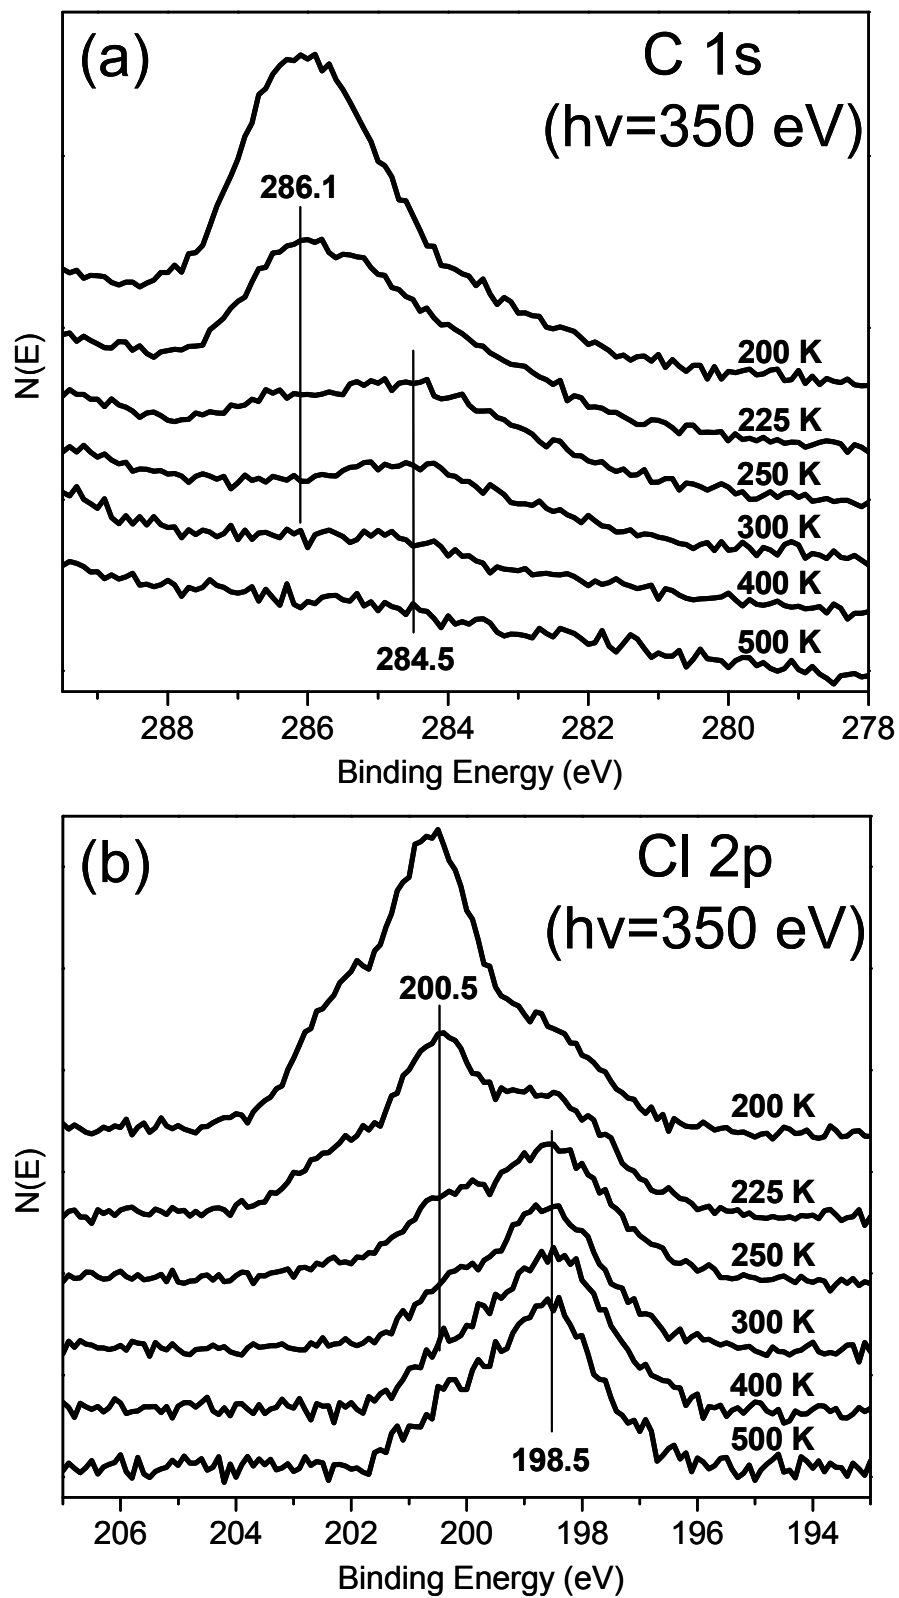 (a)
C 1s
(hν=350 eV)
286.1
N(E)
200 K
225 K
250 K
300 K
400 K
500 K
284.5
288 286 284 282 280 278
Binding Energy (eV)
(b)
Cl 2p
(hν=350 eV)
200.5
N(E)
200 K
225 K
250 K
300 K
400 K
500 K
198.5
206 204 202 200 198 196 194
Binding Energy (eV)